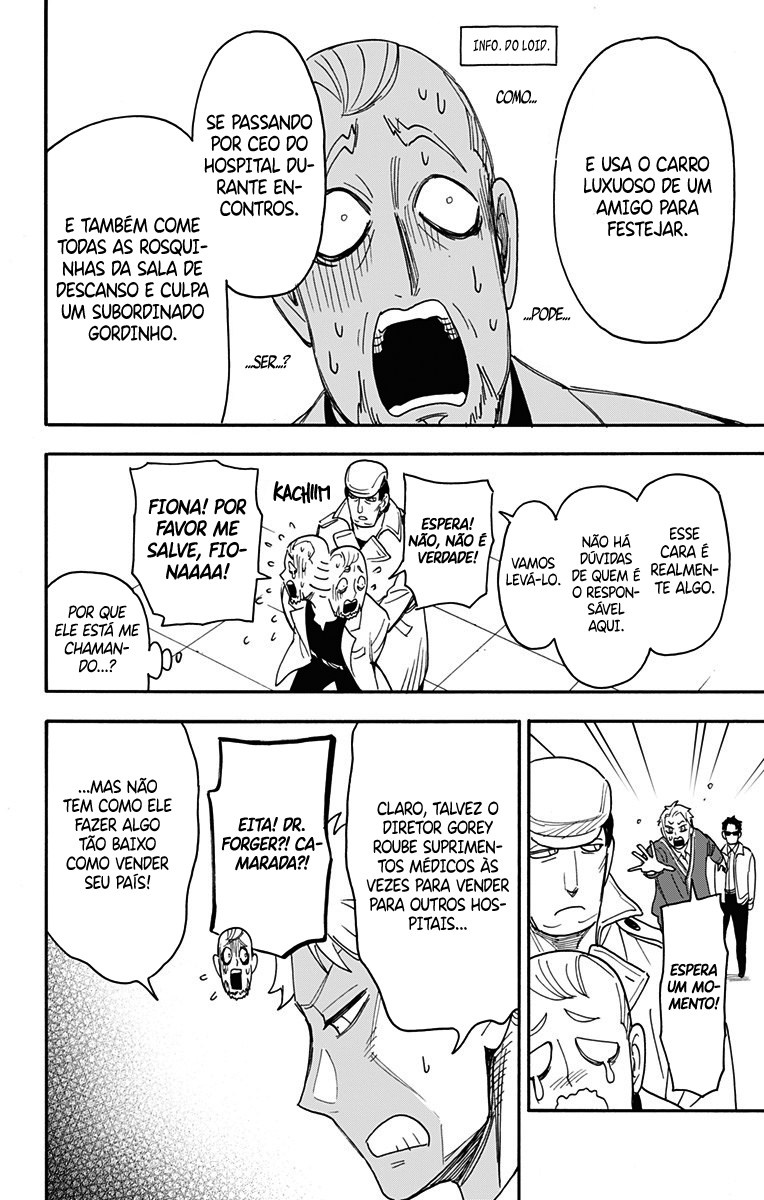 INFO. DO LOID.
E USA O CARRO
LUXUOSO DE UM
AMIGO PARA
FESTEJAR.
COMO...
SE PASSANDO
POR CEO DO
HOSPITAL DU-
RANTE EN-
CONTROS.
...PODE...
E TAMBÉM COME
TODAS AS ROSQUI-
NHAS DA SALA DE
DESCANSO E CULPA
UM SUBORDINADO
GORDINHO.
...SER...?
ESSE
CARA É
REALMEN-
TE ALGO.
NÃO HÁ
DÚVIDAS
DE QUEM É
O RESPON-
SÁVEL
AQUI.
VAMOS
LEVÁ-LO.
ESPERA!
NÃO, NÃO É
VERDADE!
KACHIIM
FIONA! POR
FAVOR ME
SALVE, FIO-
NAAAA!
POR QUE
ELE ESTÁ ME
CHAMAN-
DO...?
ESPERA
UM MO-
MENTO!
CLARO, TALVEZ O
DIRETOR GOREY
ROUBE SUPRIMEN-
TOS MÉDICOS ÀS
VEZES PARA VENDER
PARA OUTROS HOS-
PITAIS...
EITA! DR.
FORGER?! CA-
MARADA?!
...MAS NÃO
TEM COMO ELE
FAZER ALGO
TÃO BAIXO
COMO VENDER
SEU PAÍS!